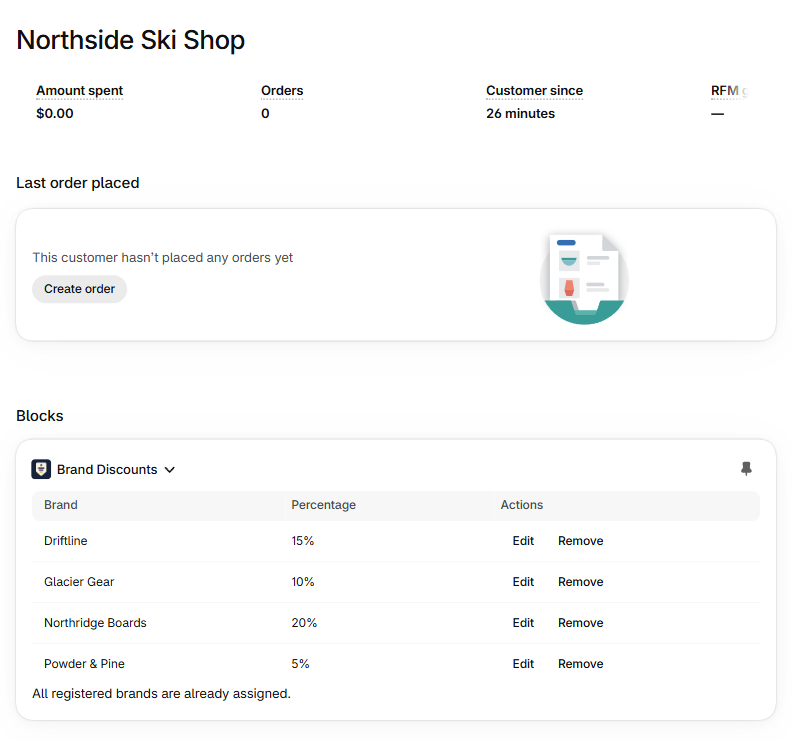 Northside Ski Shop
Amount spent Orders Customer since RFM
$0.00 0 26 minutes —
Last order placed
This customer hasn’t placed any orders yet
Create order
Blocks
Brand Discounts
Brand Percentage Actions
Driftline 15% Edit Remove
Glacier Gear 10% Edit Remove
Northridge Boards 20% Edit Remove
Powder & Pine 5% Edit Remove
All registered brands are already assigned.